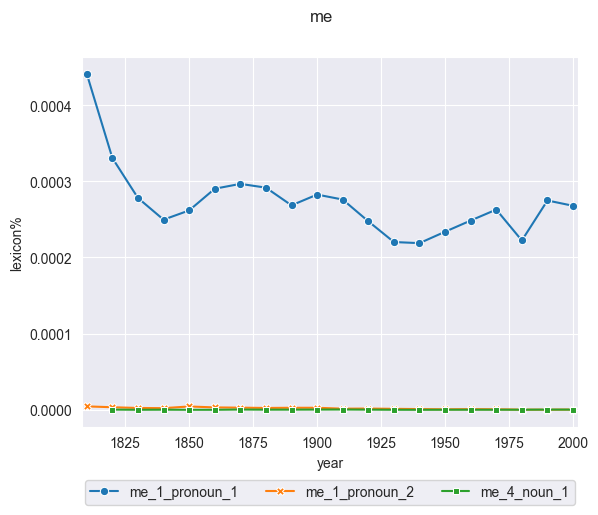 me
0.0004
0.0003
0.0002
0.0001
0.0000
lexicon%
1825 1850 1875 1900 1925 1950 1975 2000
year
me_1_pronoun_1 me_1_pronoun_2 me_4_noun_1